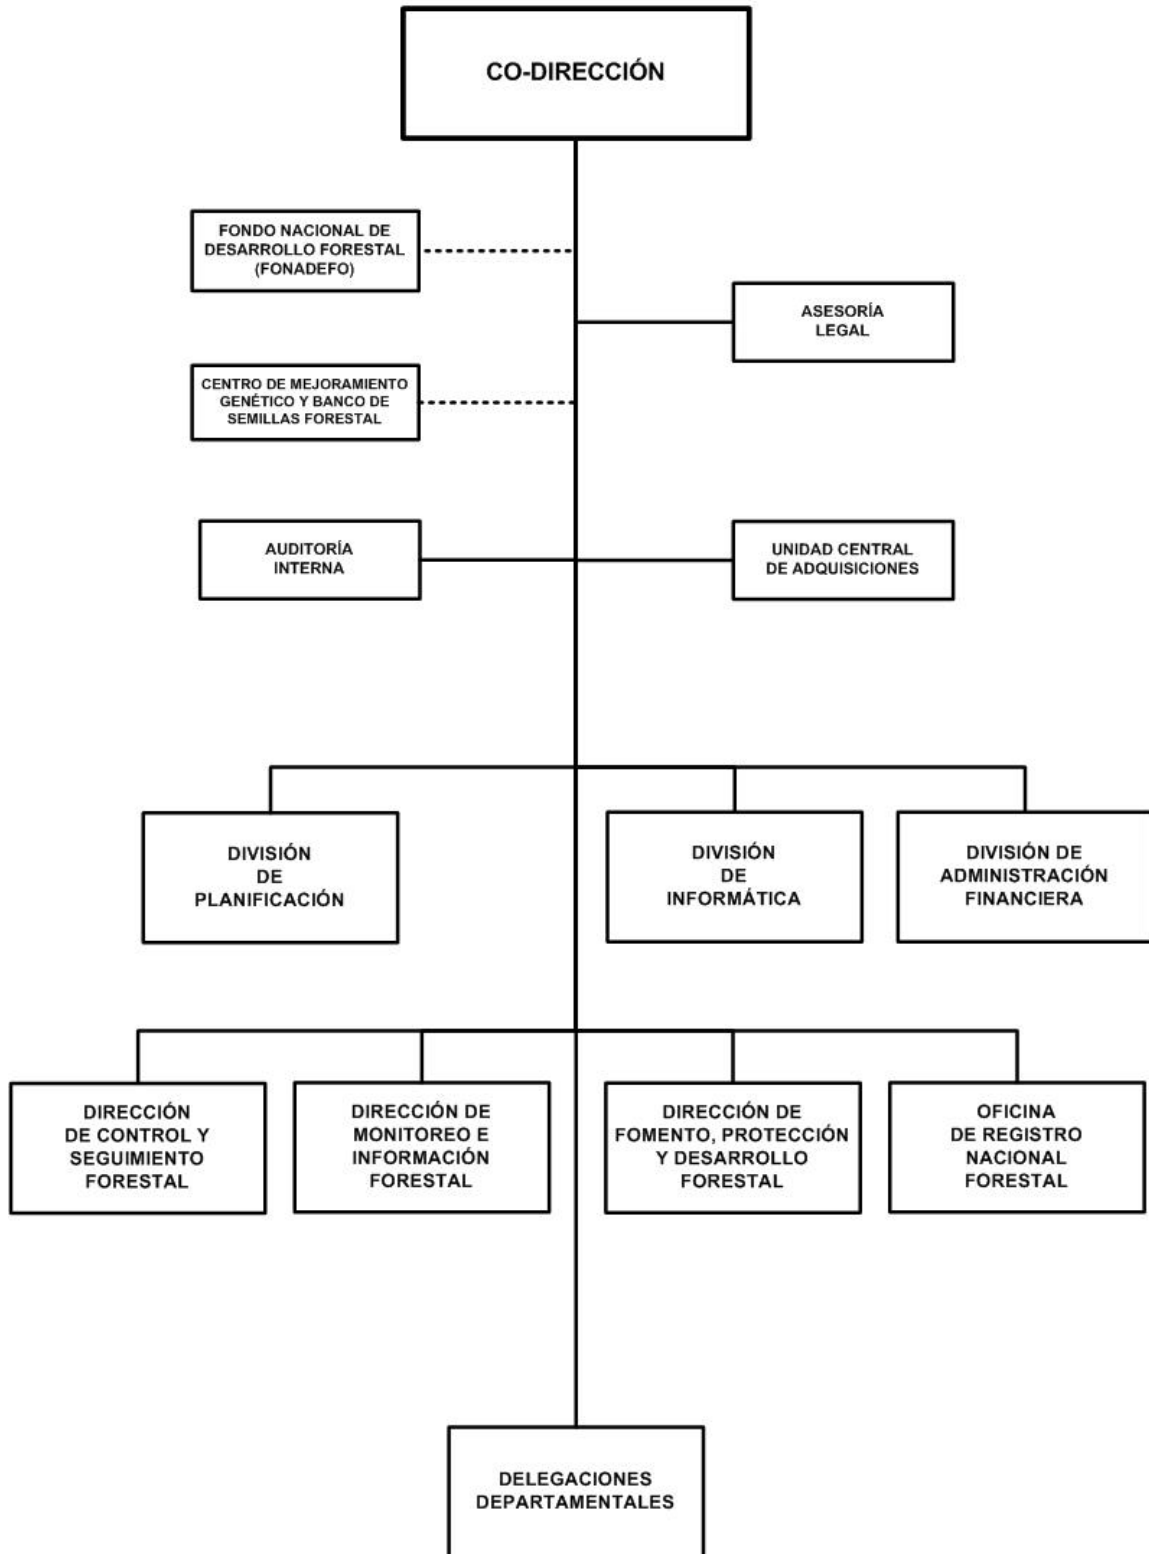 CO-DIRECCIÓN
FONDO NACIONAL DE
DESARROLLO FORESTAL
(FONADEFO)
ASESORÍA
LEGAL
CENTRO DE MEJORAMIENTO
GENÉTICO Y BANCO DE
SEMILLAS FORESTAL
AUDITORÍA
INTERNA
UNIDAD CENTRAL
DE ADQUISICIONES
DIVISIÓN
DE
PLANIFICACIÓN
DIVISIÓN
DE
INFORMÁTICA
DIVISIÓN DE
ADMINISTRACIÓN
FINANCIERA
DIRECCIÓN
DE CONTROL Y
SEGUIMIENTO
FORESTAL
DIRECCIÓN DE
MONITOREO E
INFORMACIÓN
FORESTAL
DIRECCIÓN DE
FOMENTO, PROTECCIÓN
Y DESARROLLO
FORESTAL
OFICINA
DE REGISTRO
NACIONAL
FORESTAL
DELEGACIONES
DEPARTAMENTALES